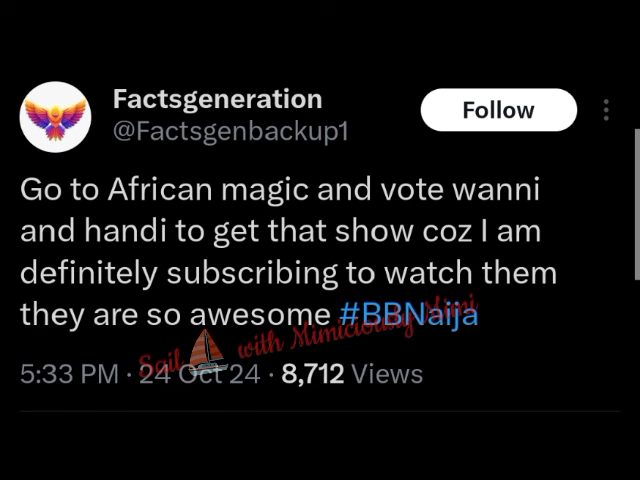 Factsgeneration
@Factsgenbackup1
Follow
Go to African magic and vote wanni
and handi to get that show coz I am
definitely subscribing to watch them
they are so awesome #BBNaija
Sail with Mimiciously Mimi
5:33 PM · 24 Oct 24 · 8,712 Views